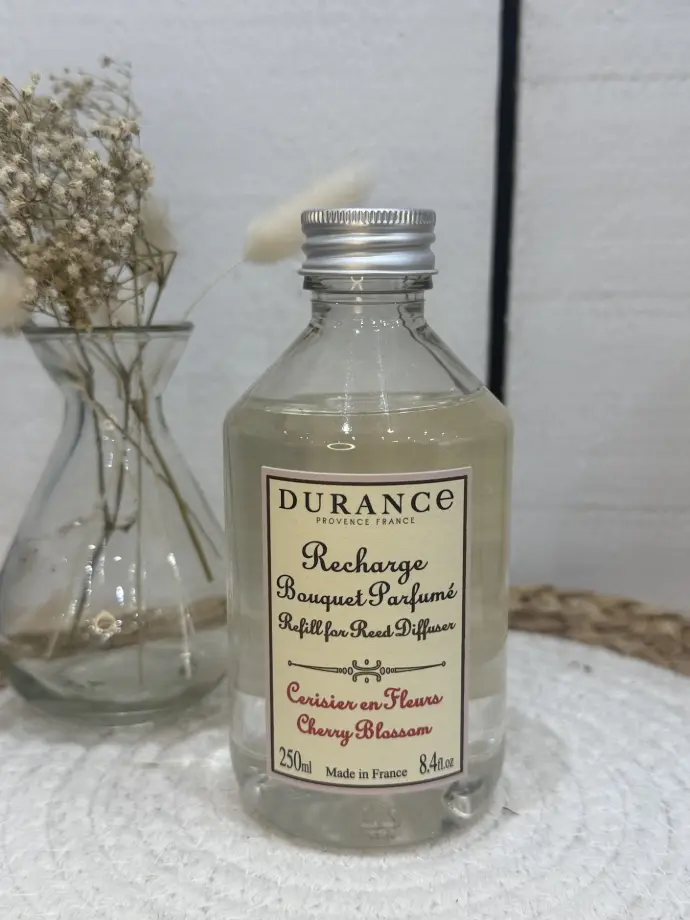 DURANCE
PROVENCE FRANCE
Recharge
Bouquet Parfumé
Refill for Reed Diffuser
Cerisier en Fleurs
Cherry Blossom
250ml Made in France 8.4fl.oz